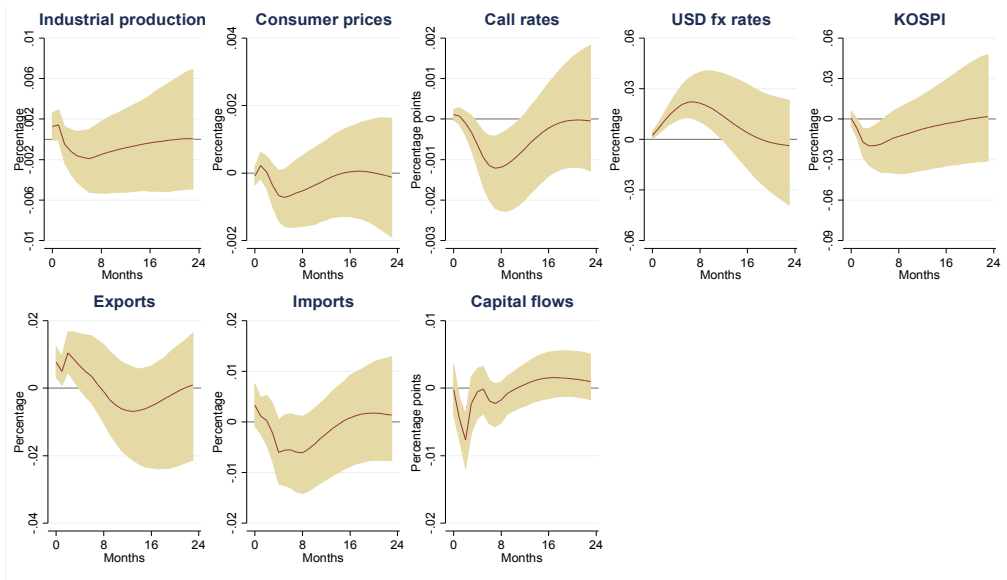 Industrial production
Percentage
.01
.006
.002
-.002
-.006
-.01
0 8 16 24
Months
Consumer prices
Percentage
.004
.002
0
-.002
0 8 16 24
Months
Call rates
Percentage points
.002
.001
0
-.001
-.002
-.003
0 8 16 24
Months
USD fx rates
Percentage
.06
.03
0
-.03
-.06
0 8 16 24
Months
KOSPI
Percentage
.06
.03
0
-.03
-.06
-.09
0 8 16 24
Months
Exports
Percentage
.02
0
-.02
-.04
0 8 16 24
Months
Imports
Percentage
.02
.01
0
-.01
-.02
0 8 16 24
Months
Capital flows
Percentage points
.01
0
-.01
-.02
0 8 16 24
Months